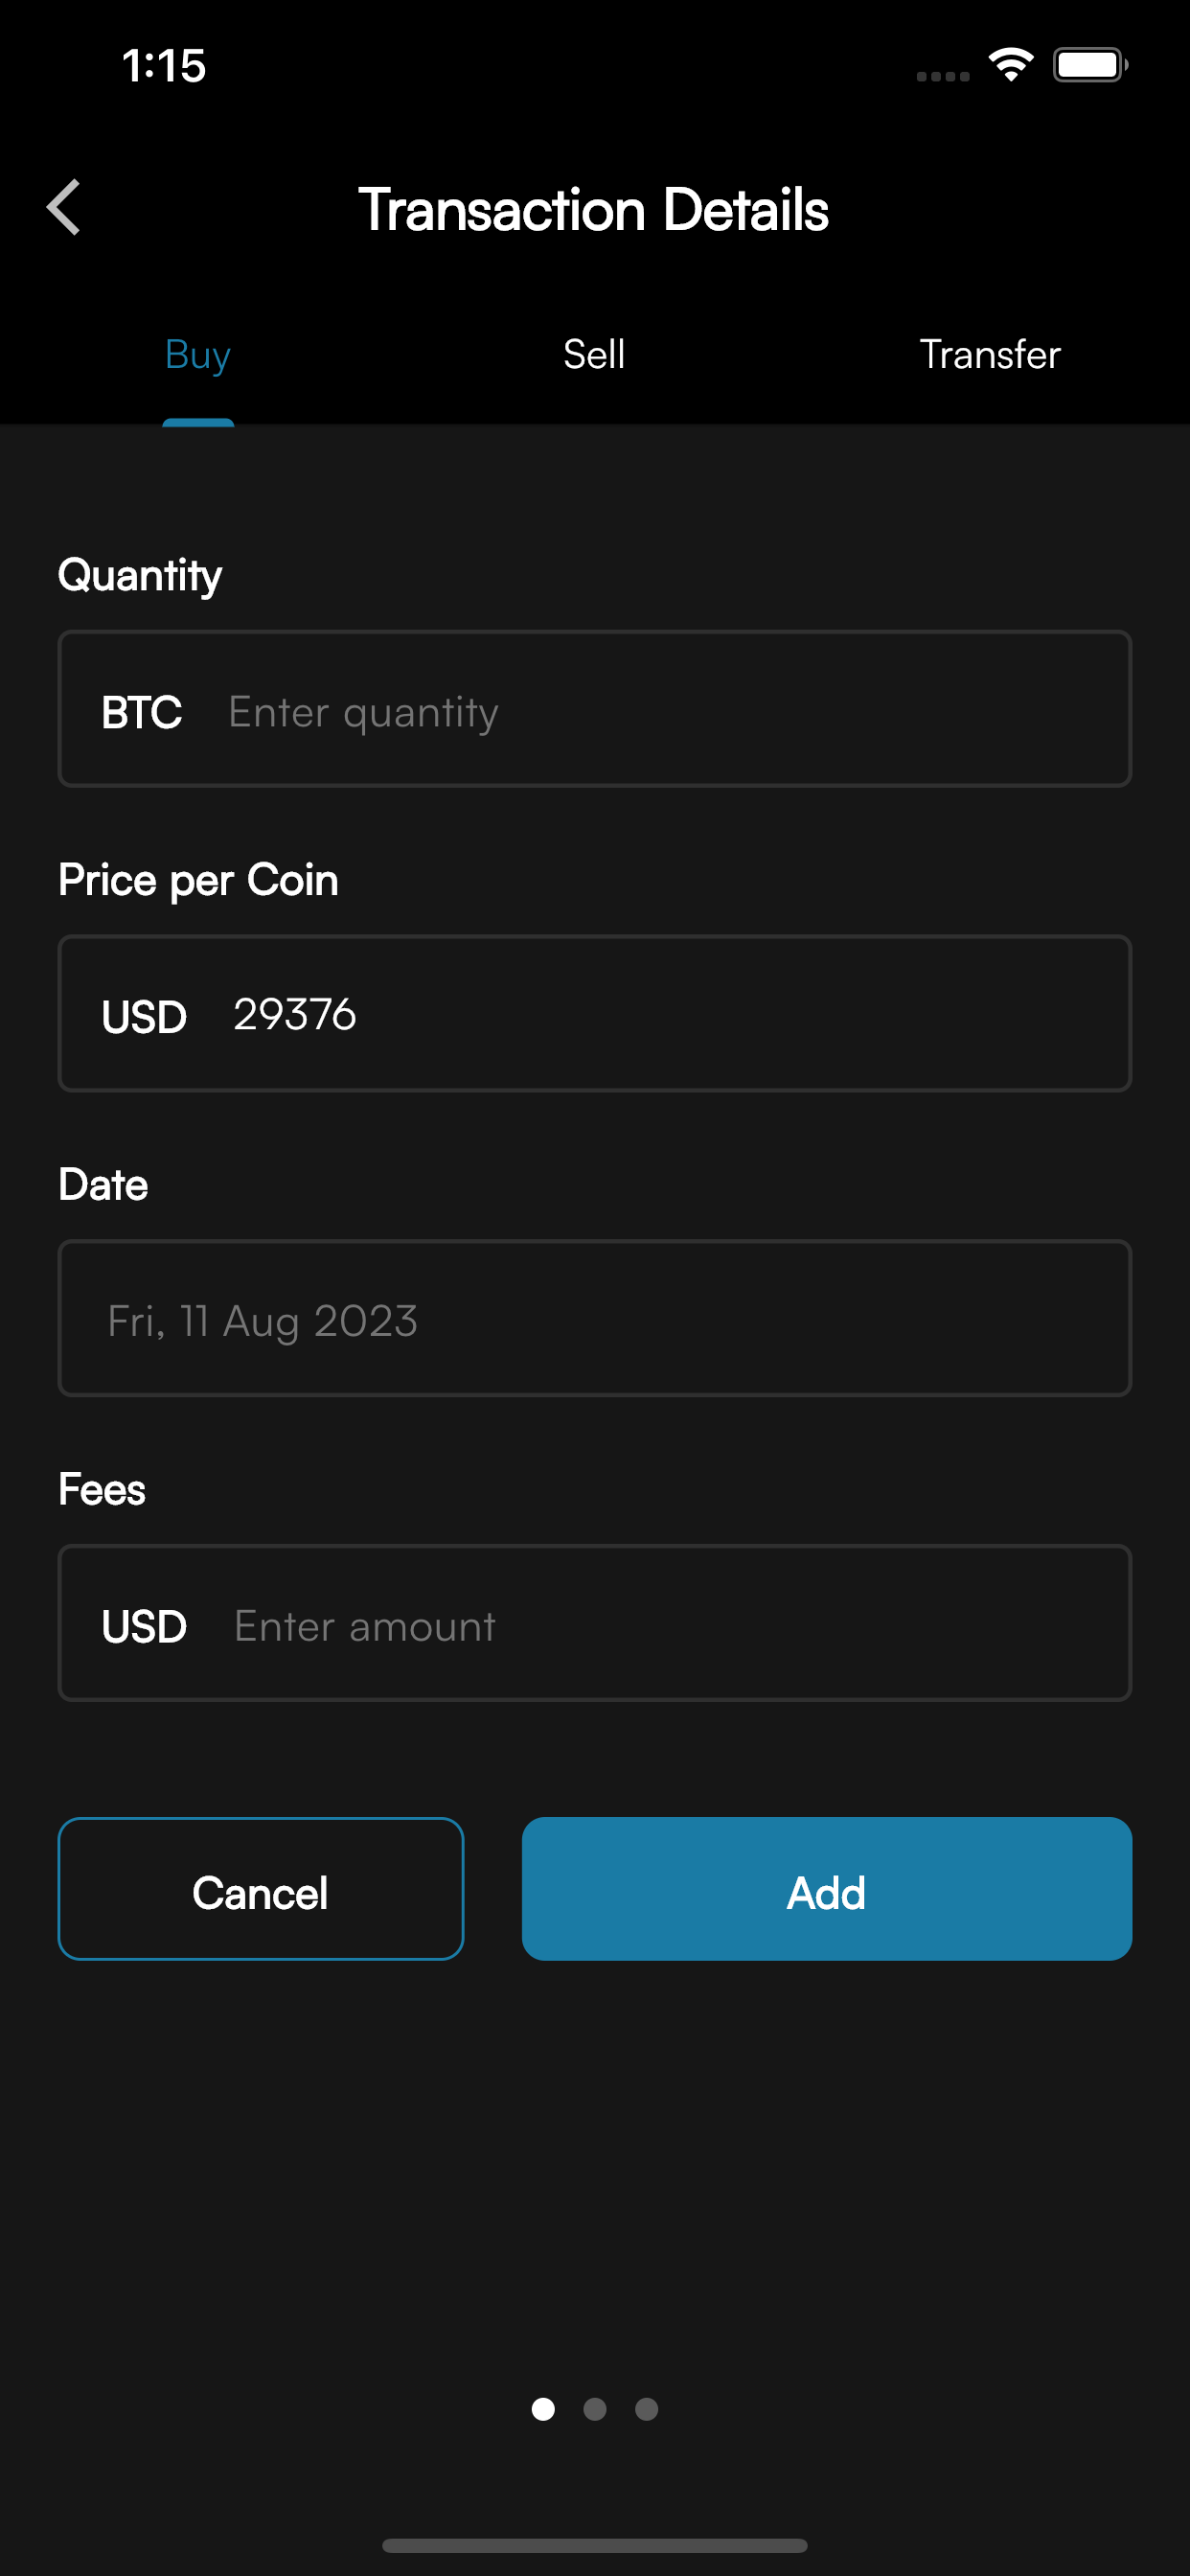 1:15
Transaction Details
Buy Sell Transfer
Quantity
BTC Enter quantity
Price per Coin
USD 29376
Date
Fri, 11 Aug 2023
Fees
USD Enter amount
Cancel Add